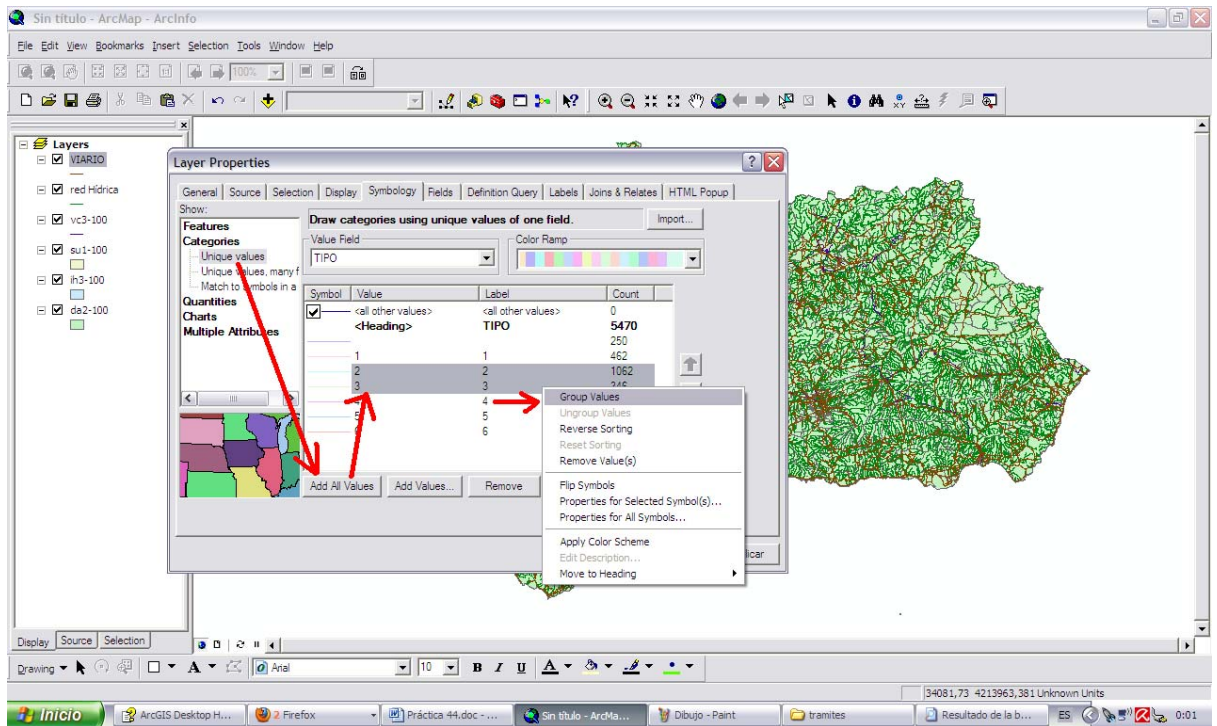 Sin título - ArcMap - ArcInfo
File Edit View Bookmarks Insert Selection Tools Window Help
100%
Layers
VIARIO
red Hídrica
vc3-100
su1-100
ih3-100
da2-100
Layer Properties
General Source Selection Display Symbology Fields Definition Query Labels Joins & Relates HTML Popup
Show:
Features
Categories
Unique values
Unique values, many f
Match to symbols in a
Quantities
Charts
Multiple Attributes
Draw categories using unique values of one field.
Import...
Value Field
TIPO
Color Ramp
Symbol Value Label Count
<all other values> <all other values> 0
<Heading> TIPO 5470
250
1 1 462
2 2 1062
3 3
4 4
5 5
6
Add All Values Add Values... Remove
Group Values
Ungroup Values
Reverse Sorting
Reset Sorting
Remove Value(s)
Flip Symbols
Properties for Selected Symbol(s)...
Properties for All Symbols...
Apply Color Scheme
Edit Description...
Move to Heading
licar
Display Source Selection
Drawing A Arial 10 B I U A
34081,73 4213963,381 Unknown Units
Inicio ArcGIS Desktop H... 2 Firefox Práctica 44.doc - ... Sin título - ArcMa... Dibujo - Paint tramites Resultado de la b... ES 0:01